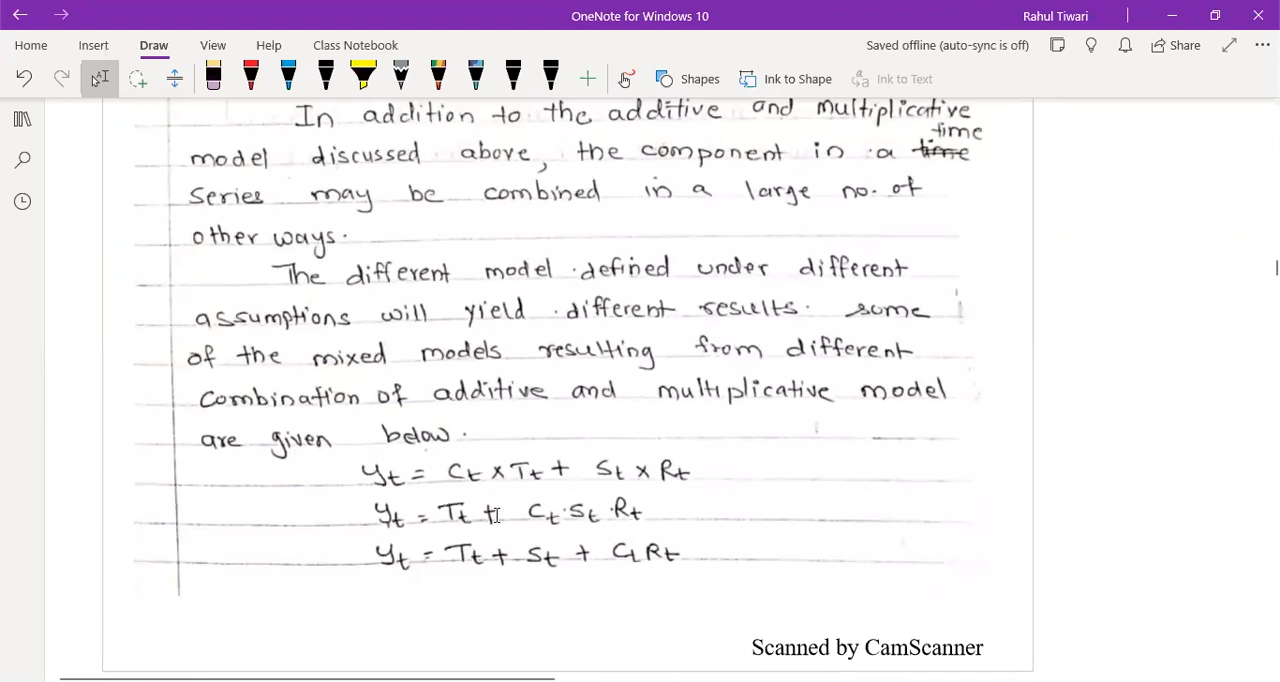 OneNote for Windows 10
Rahul Tiwari
Home Insert Draw View Help Class Notebook
Saved offline (auto-sync is off) Share
Shapes Ink to Shape Ink to Text
In addition to the additive and multiplicative
model discussed above, the component in a time time
series may be combined in a large no. of
other ways.
The different model defined under different
assumptions will yield different results. some
of the mixed models resulting from different
combination of additive and multiplicative model
are given below.
yt = Ct × Tt + St × Rt
yt = Tt + Ct·St·Rt
yt = Tt + St + Ct Rt
Scanned by CamScanner